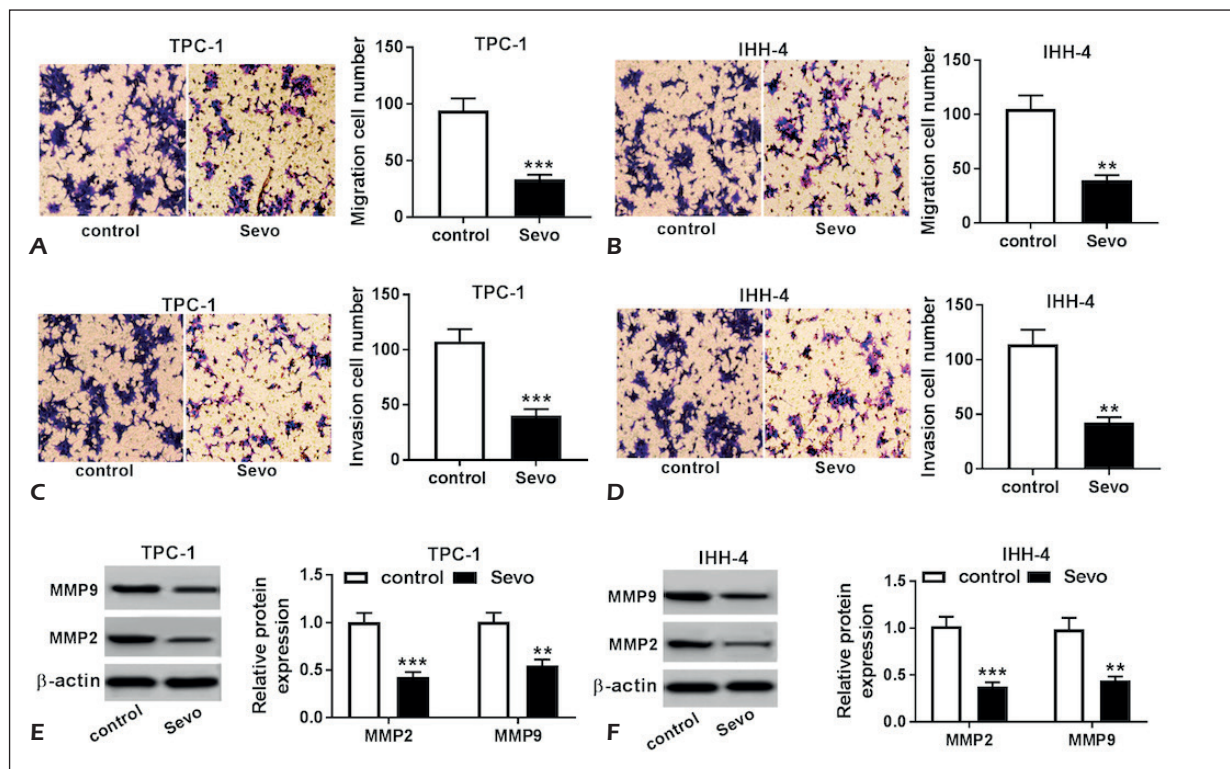 TPC-1
TPC-1
Migration cell number
150
100
50
0
***
control
Sevo
control
Sevo
A
IHH-4
IHH-4
Migration cell number
150
100
50
0
**
control
Sevo
control
Sevo
B
TPC-1
TPC-1
Invasion cell number
150
100
50
0
***
control
Sevo
control
Sevo
C
IHH-4
IHH-4
Invasion cell number
150
100
50
0
**
control
Sevo
control
Sevo
D
TPC-1
MMP9
MMP2
β-actin
control
Sevo
TPC-1
control
Sevo
Relative protein
expression
1.5
1.0
0.5
0.0
***
**
MMP2
MMP9
E
IHH-4
MMP9
MMP2
β-actin
control
Sevo
IHH-4
control
Sevo
Relative protein
expression
1.5
1.0
0.5
0.0
***
**
MMP2
MMP9
F